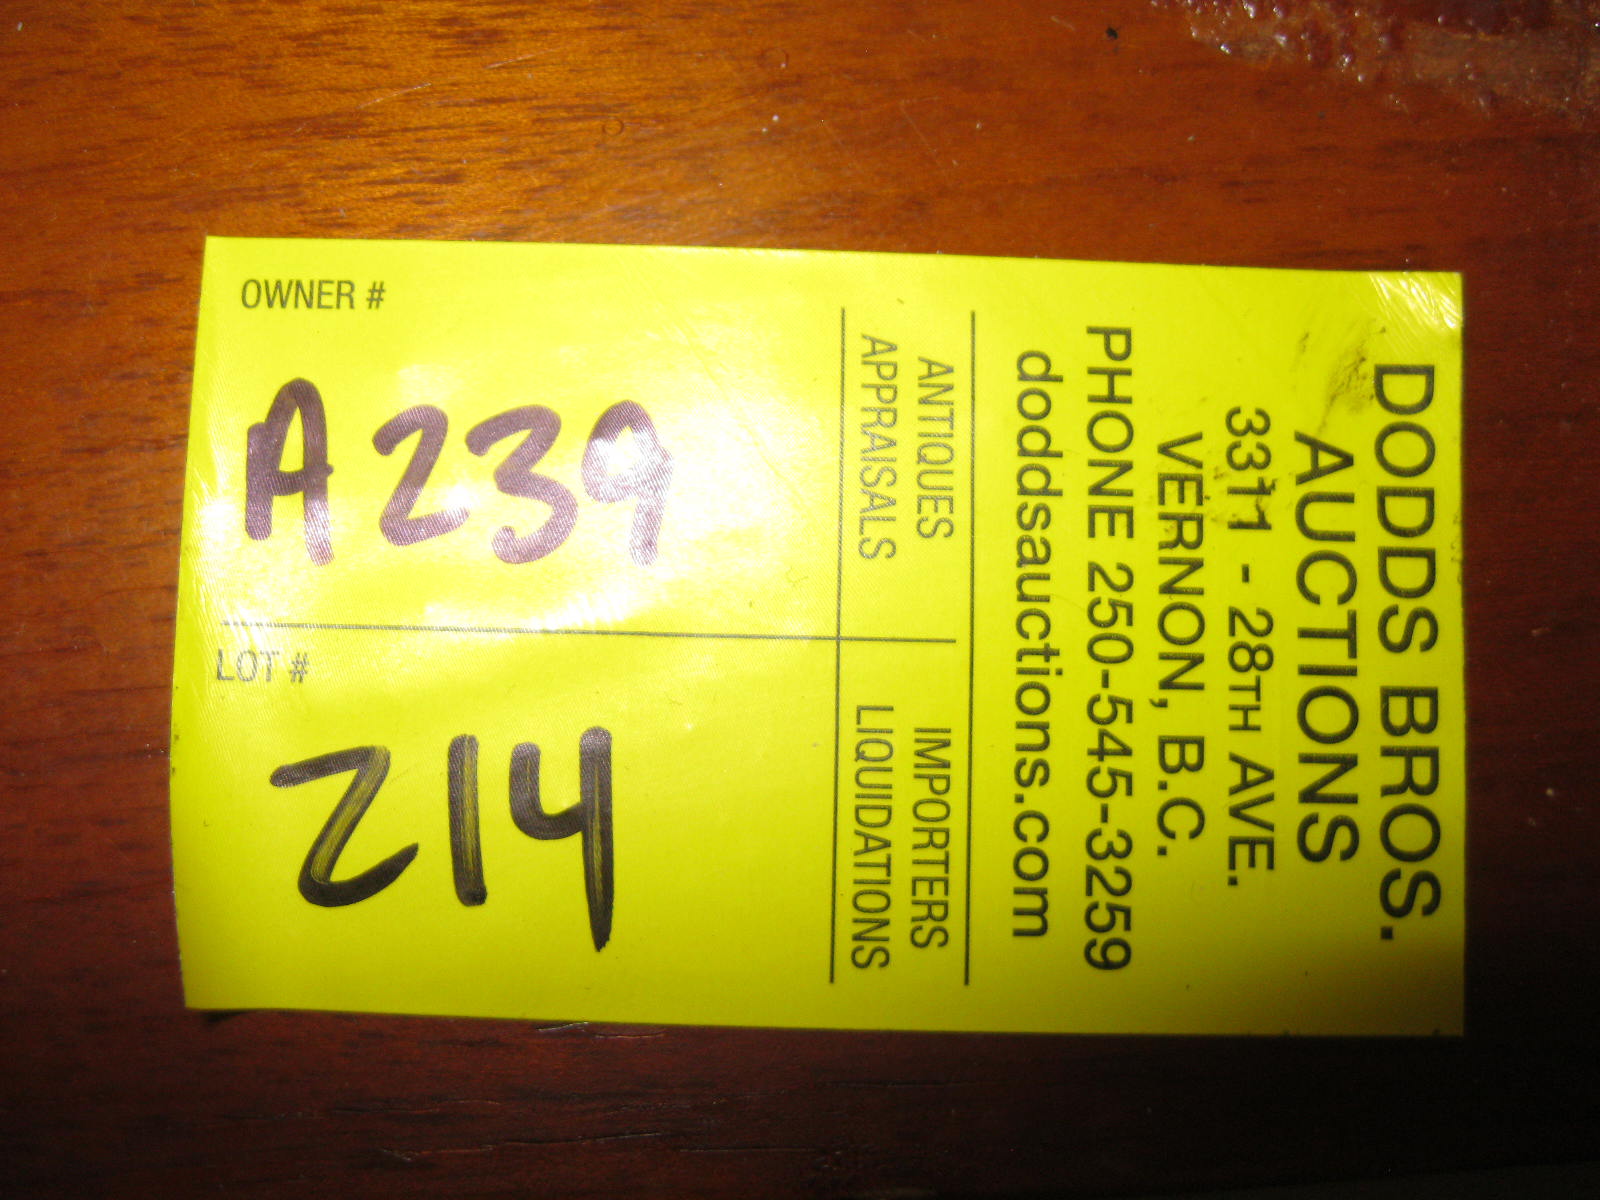 DODDS BROS.
AUCTIONS
3311 - 28TH AVE.
VERNON, B.C.
PHONE 250-545-3259
doddsauctions.com
ANTIQUES
APPRAISALS
IMPORTERS
LIQUIDATIONS
OWNER #
A239
LOT #
214